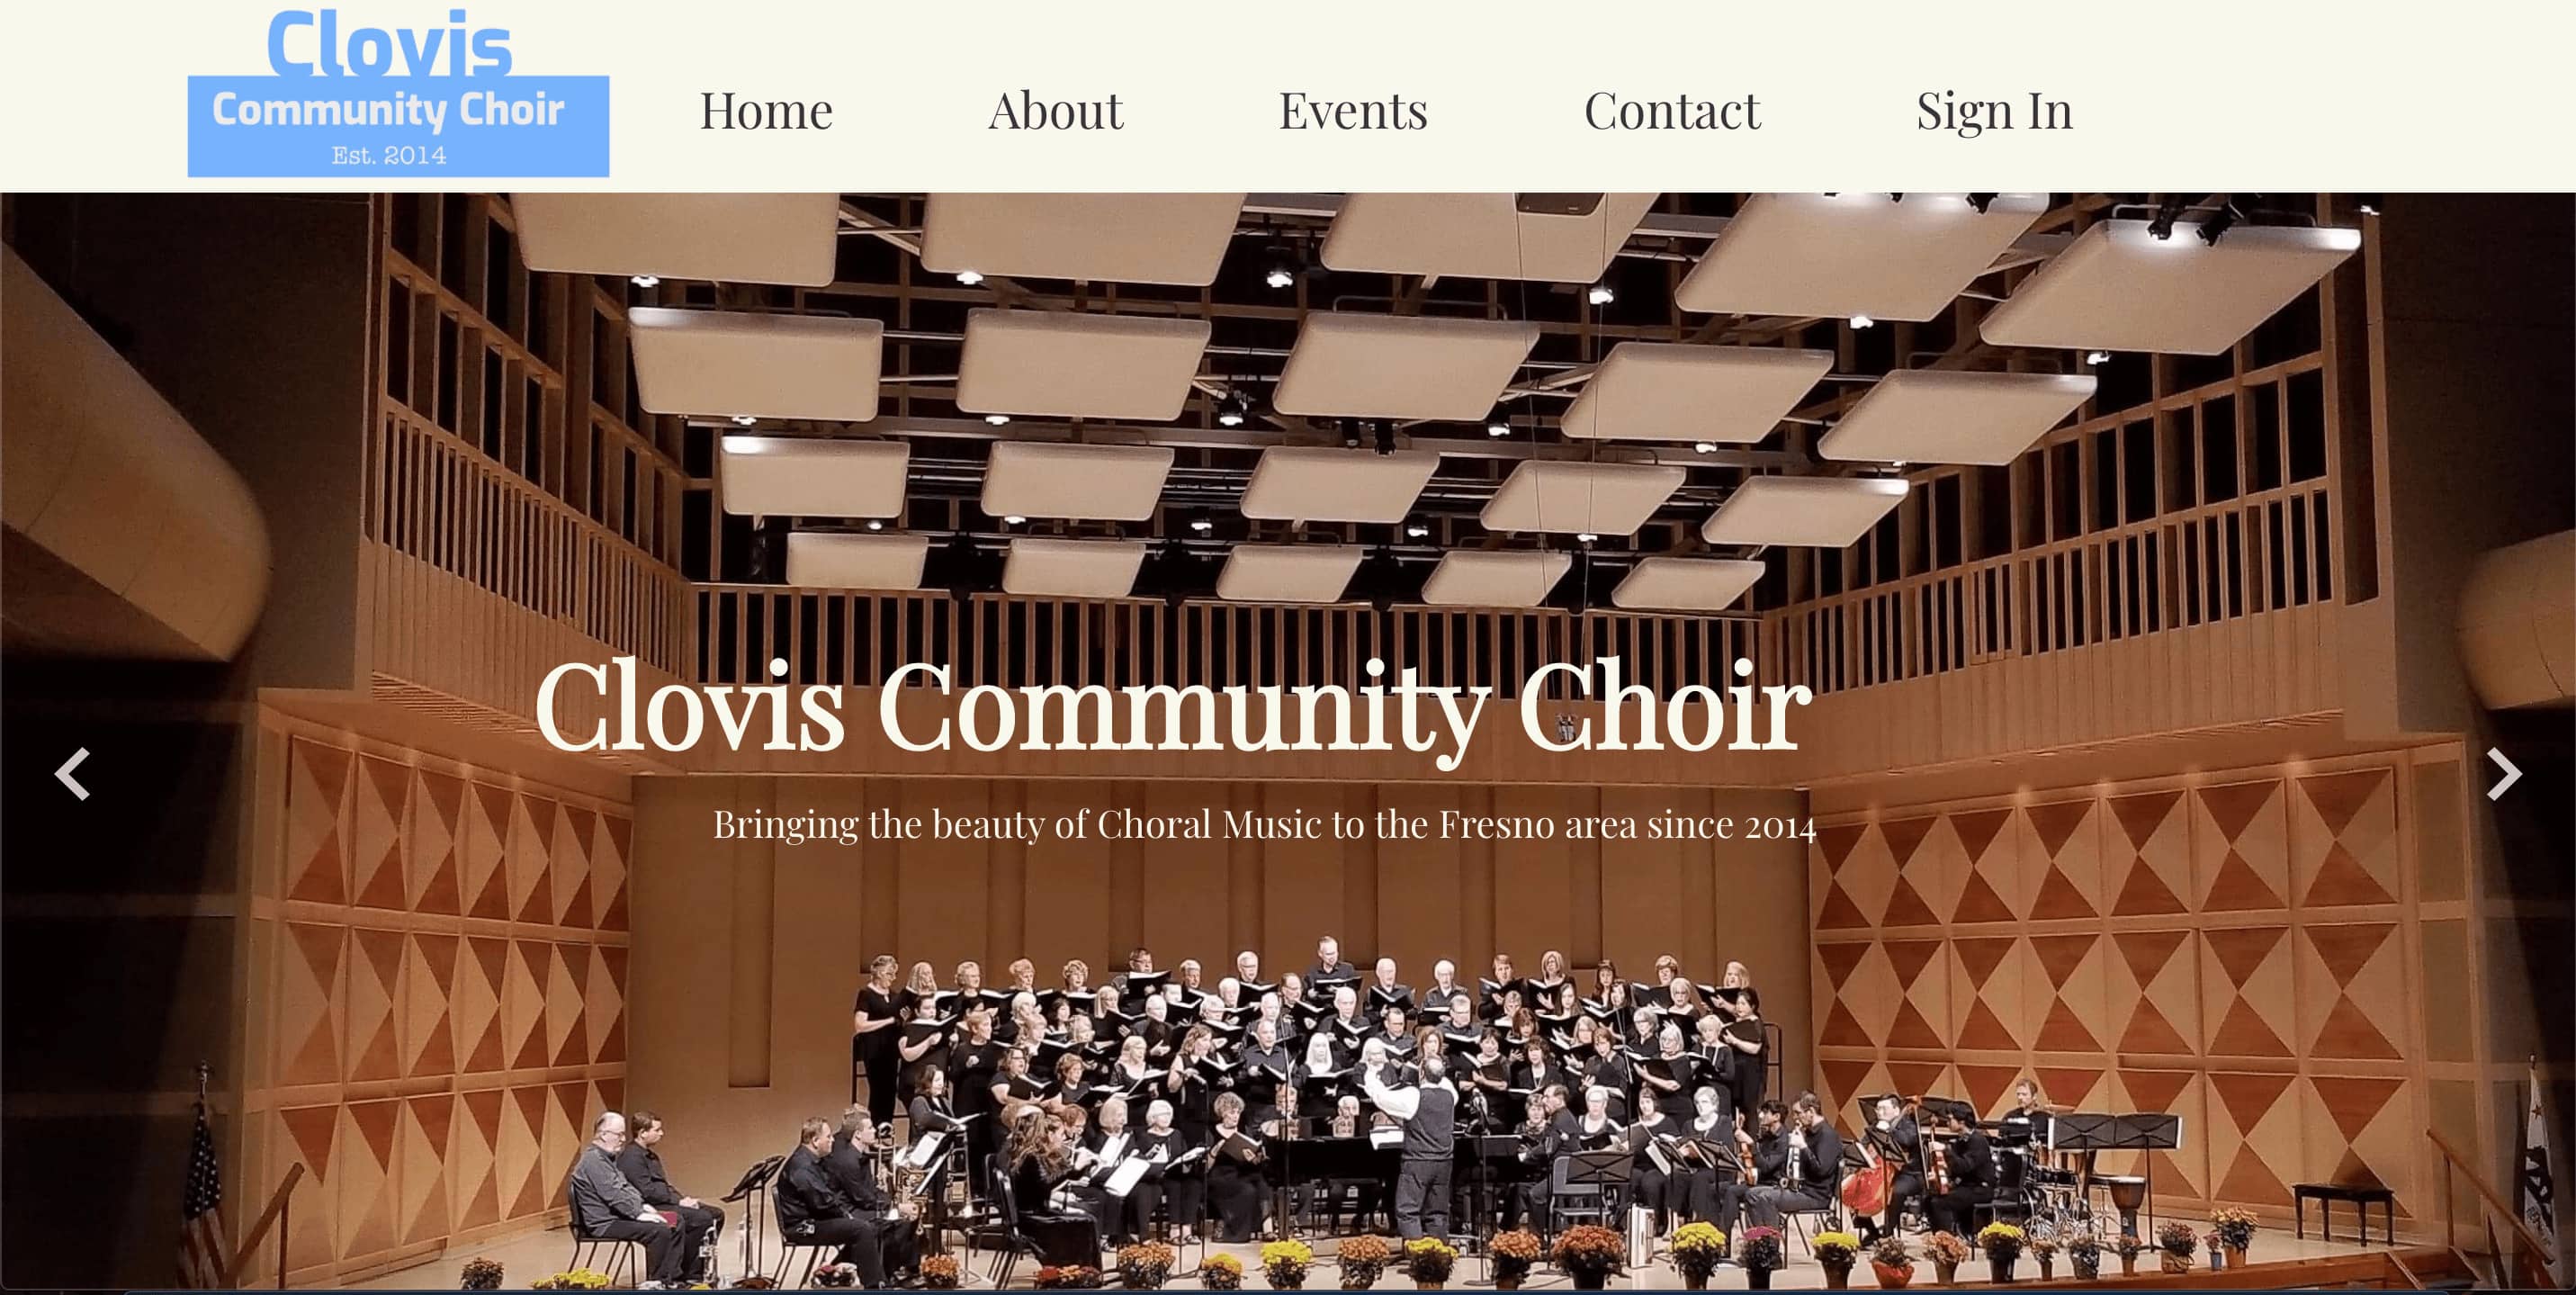 Clovis
Community Choir
Est. 2014
Home About Events Contact Sign In
Clovis Community Choir
Bringing the beauty of Choral Music to the Fresno area since 2014